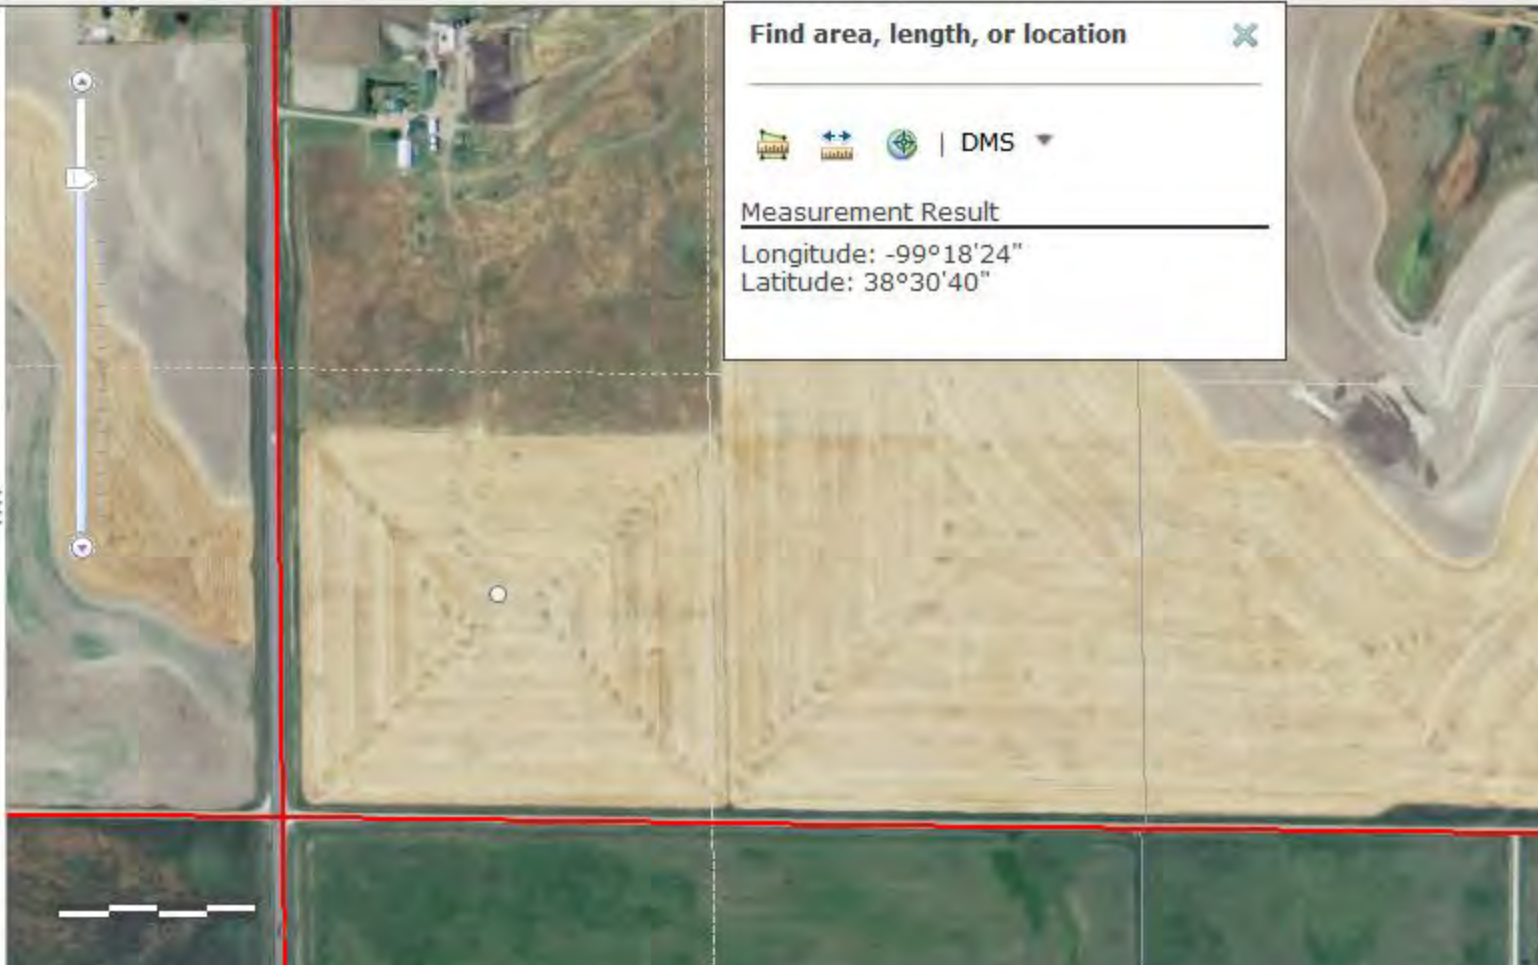 Find area, length, or location
| DMS
Measurement Result
Longitude: -99°18'24"
Latitude: 38°30'40"